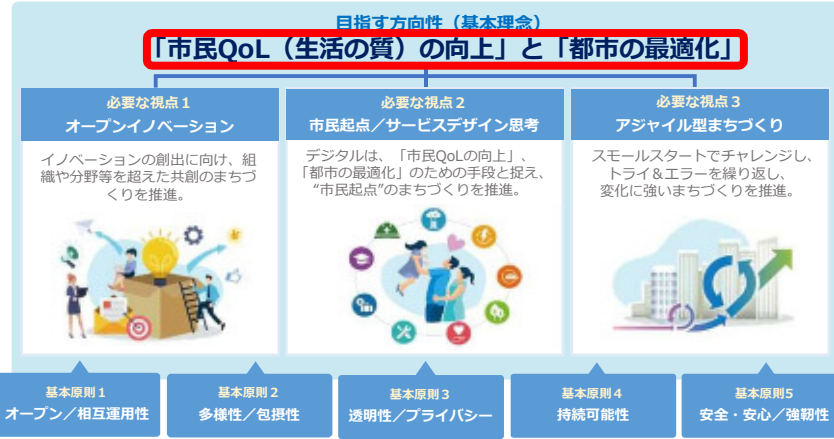 目指す方向性（基本理念）
「市民QoL（生活の質）の向上」と「都市の最適化」
必要な視点１
オープンイノベーション
イノベーションの創出に向け、組
織や分野等を超えた共創のまちづ
くりを推進。
必要な視点２
市民起点／サービスデザイン思考
デジタルは、「市民QoLの向上」、
「都市の最適化」のための手段と捉え、
“市民起点”のまちづくりを推進。
必要な視点３
アジャイル型まちづくり
スモールスタートでチャレンジし、
トライ＆エラーを繰り返し、
変化に強いまちづくりを推進。
基本原則１
オープン／相互運用性
基本原則２
多様性／包摂性
基本原則３
透明性／プライバシー
基本原則４
持続可能性
基本原則5
安全・安心／強靭性